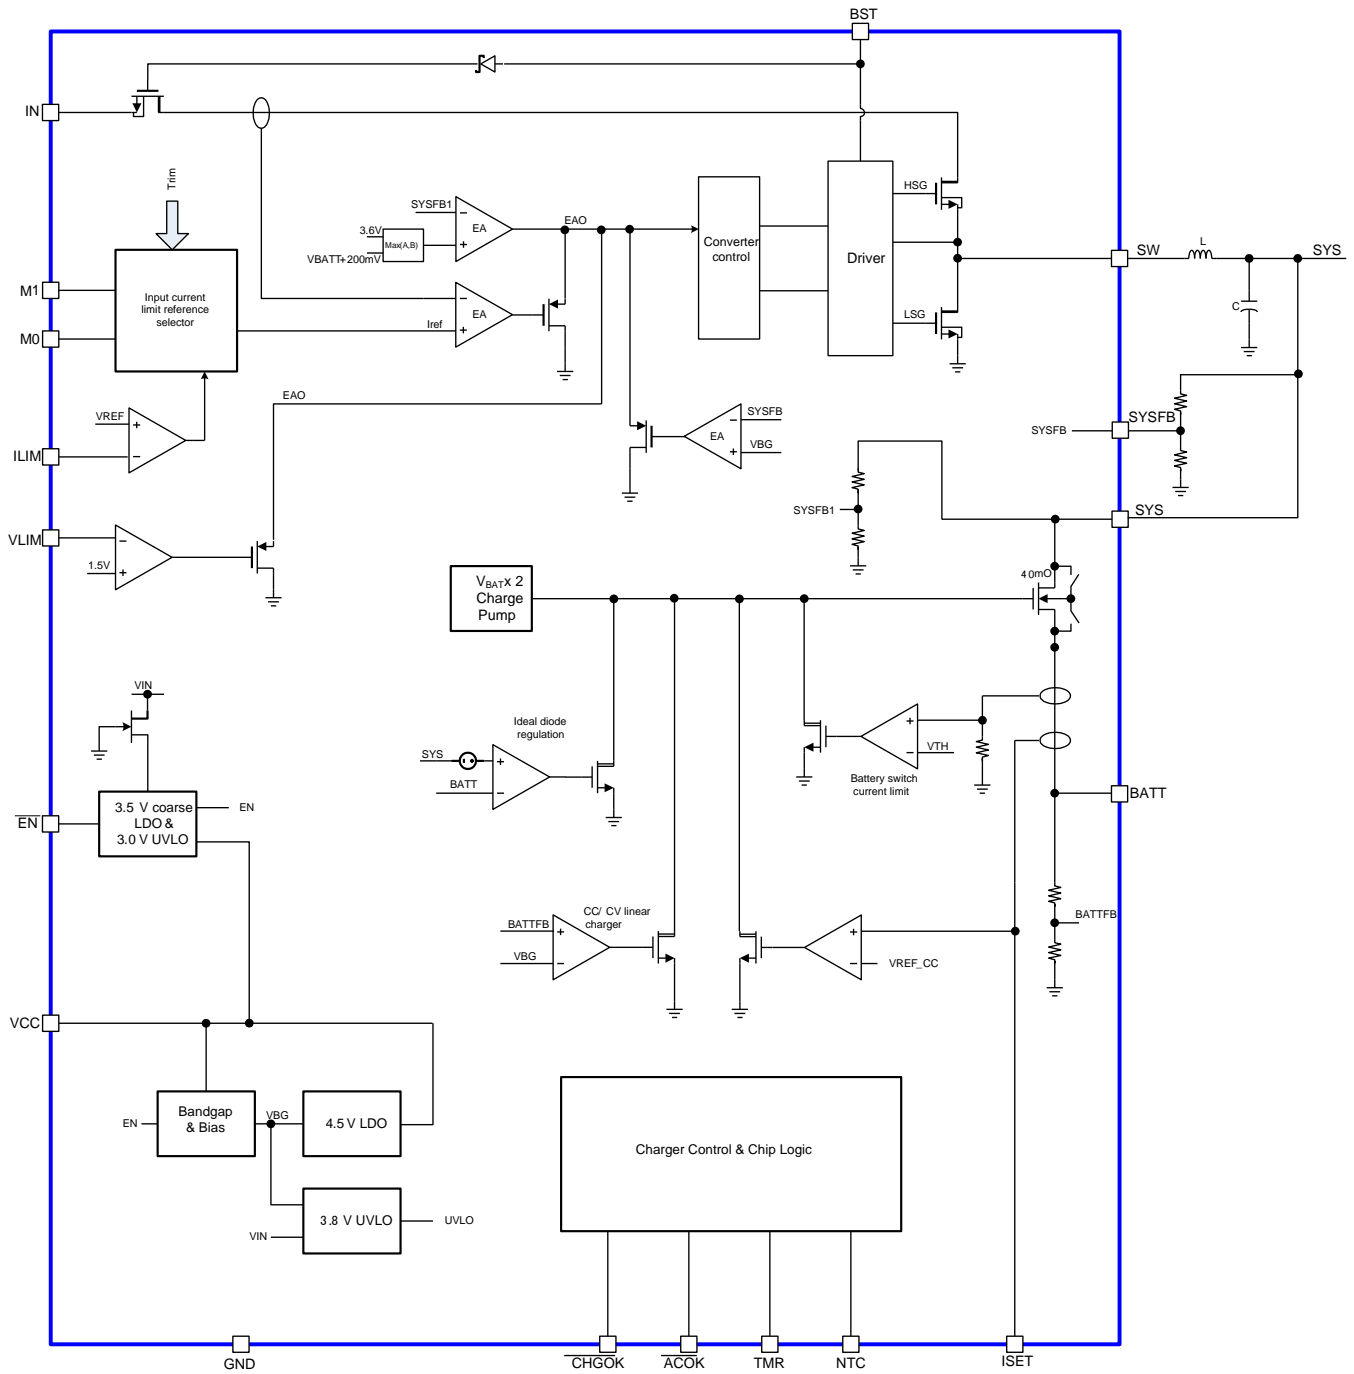 BST
IN
Trim
HSG
SYSFB1
EA
EAO
3.6V
Max(A,B)
VBATT+200mV
Converter
control
Driver
SW
L
SYS
M1
Input current
limit reference
selector
EA
C
M0
Iref
LSG
EAO
VREF
SYSFB
SYSFB
SYSFB
EA
VBG
ILIM
SYSFB1
SYS
VLIM
1.5V
40mO
VBATx 2
Charge
Pump
VIN
Ideal diode
regulation
SYS
VTH
BATT
Battery switch
current limit
BATT
3.5 V coarse
LDO &
3.0 V UVLO
EN
EN
CC/ CV linear
charger
BATTFB
BATTFB
VBG
VREF_CC
VCC
Bandgap
& Bias
VBG
4.5 V LDO
EN
Charger Control & Chip Logic
3.8 V UVLO
UVLO
VIN
GND
CHGOK
ACOK
TMR
NTC
ISET